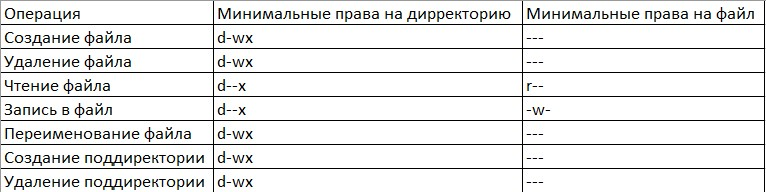 Операция Минимальные права на дирректорию Минимальные права на файл
Создание файла d-wx ---
Удаление файла d-wx ---
Чтение файла d--x r--
Запись в файл d--x -w-
Переименование файла d-wx ---
Создание поддиректории d-wx ---
Удаление поддиректории d-wx ---